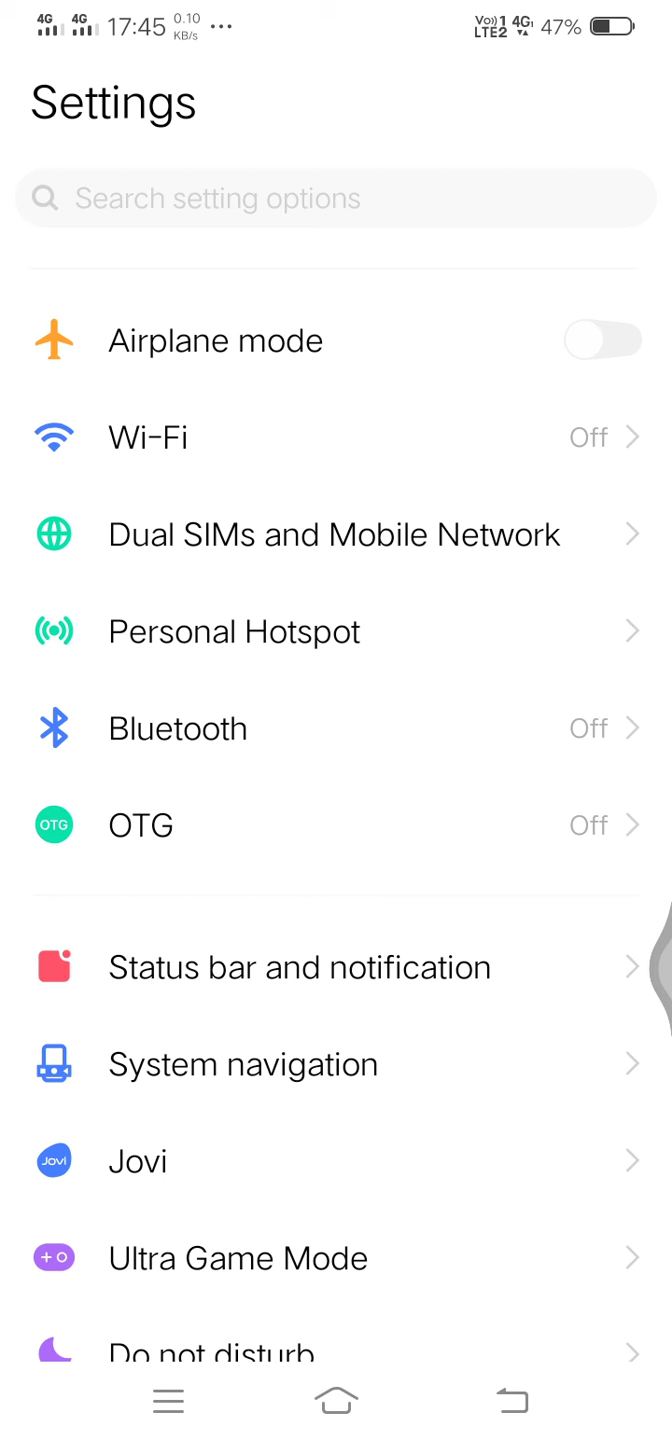 4G 4G 17:45 0.10 KB/s ... Vo))1 LTE2 4G 47%
Settings
Search setting options
Airplane mode
Wi-Fi Off
Dual SIMs and Mobile Network
Personal Hotspot
Bluetooth Off
OTG OTG Off
Status bar and notification
System navigation
Jovi Jovi
Ultra Game Mode
Do not disturb